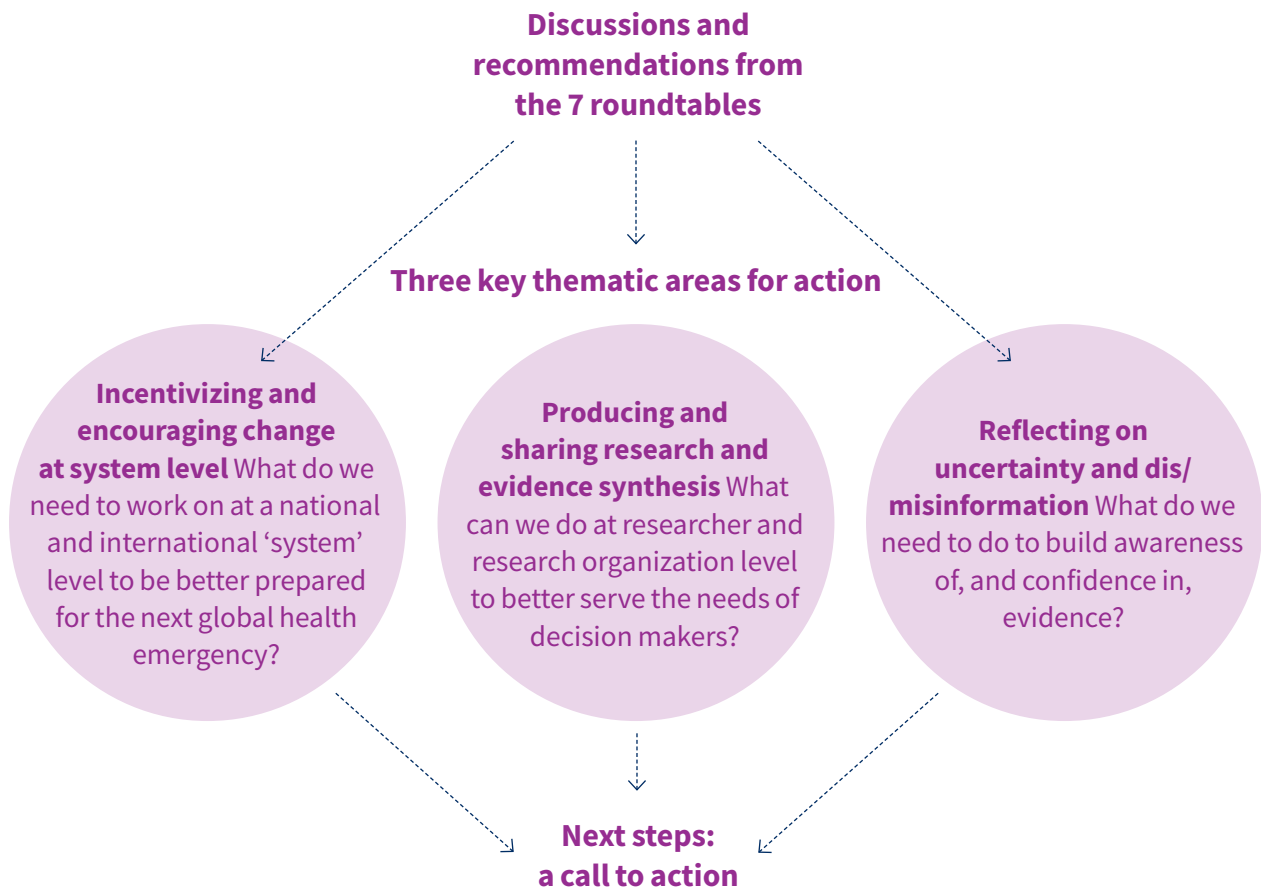 Discussions and
recommendations from
the 7 roundtables
Three key thematic areas for action
Incentivizing and
encouraging change
at system level What do we
need to work on at a national
and international ‘system’
level to be better prepared
for the next global health
emergency?
Producing and
sharing research and
evidence synthesis What
can we do at researcher and
research organization level
to better serve the needs of
decision makers?
Reflecting on
uncertainty and dis/
misinformation What do we
need to do to build awareness
of, and confidence in,
evidence?
Next steps:
a call to action